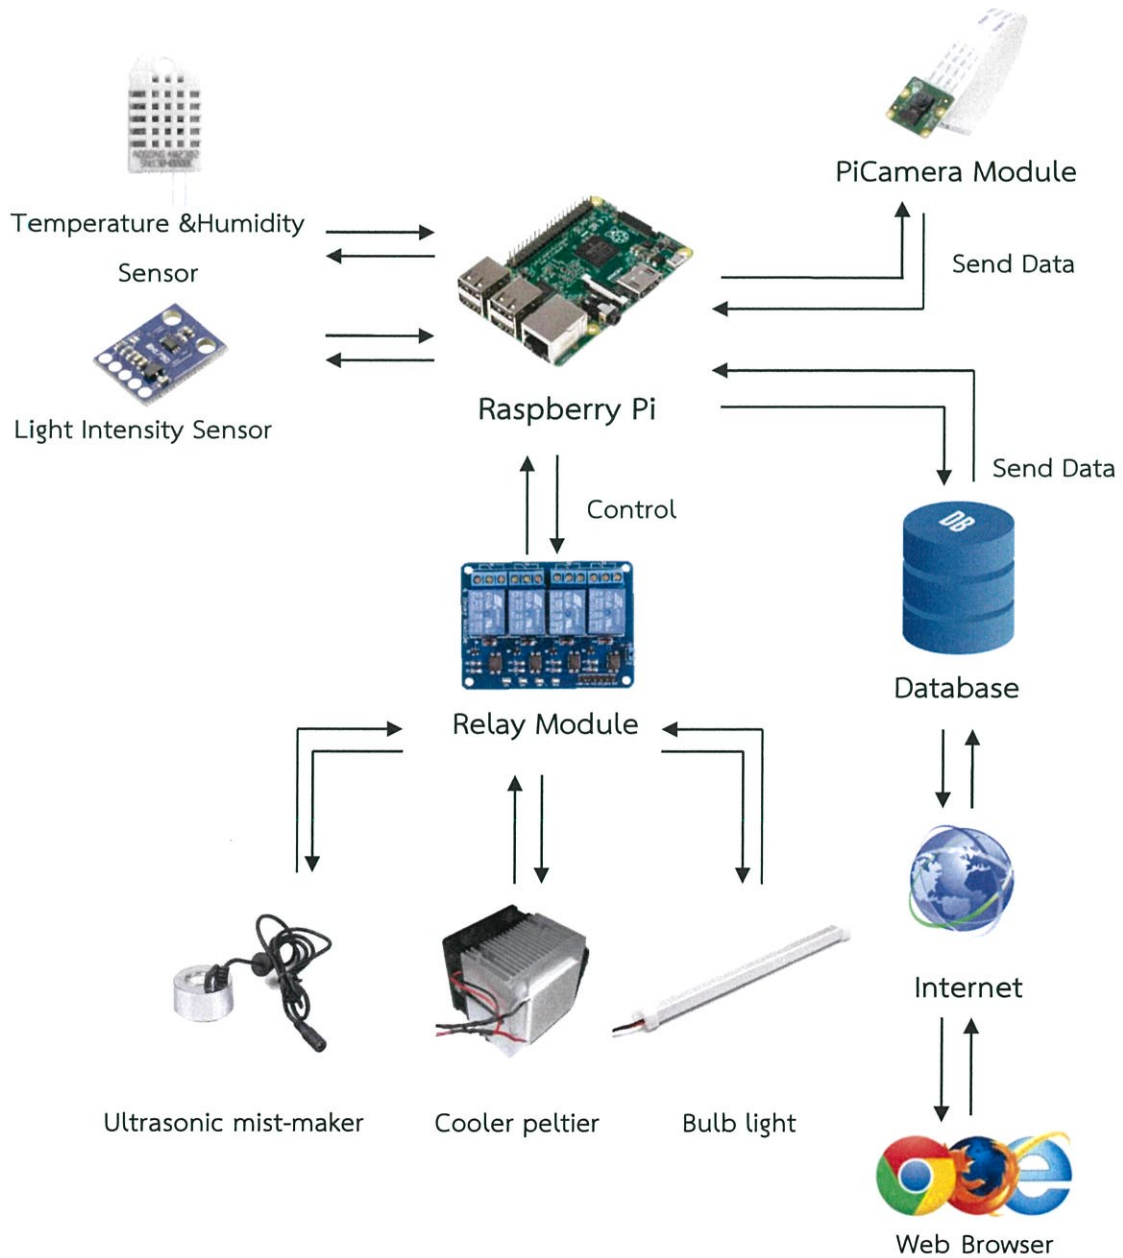 PiCamera Module
Temperature &Humidity
Sensor
Send Data
Raspberry Pi
Light Intensity Sensor
Send Data
Control
DB
Database
Relay Module
Internet
Ultrasonic mist-maker
Cooler peltier
Bulb light
Web Browser